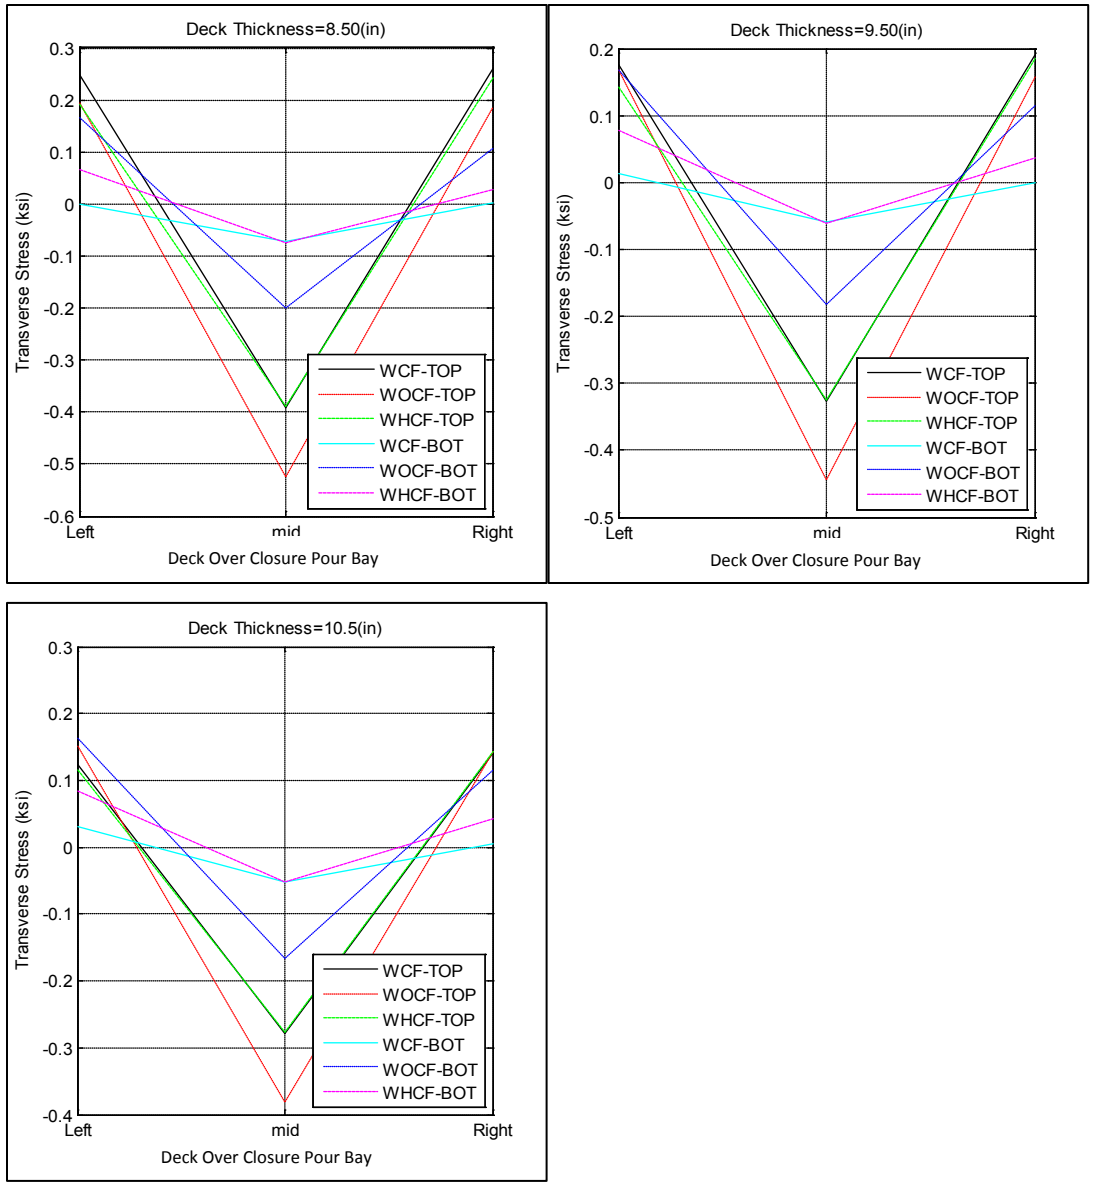 Deck Thickness=8.50(in)
0.3
0.2
0.1
0
-0.1
-0.2
-0.3
-0.4
-0.5
-0.6
Transverse Stress (ksi)
WCF-TOP
WOCF-TOP
WHCF-TOP
WCF-BOT
WOCF-BOT
WHCF-BOT
Left mid Right
Deck Over Closure Pour Bay
Deck Thickness=9.50(in)
0.2
0.1
0
-0.1
-0.2
-0.3
-0.4
-0.5
Transverse Stress (ksi)
WCF-TOP
WOCF-TOP
WHCF-TOP
WCF-BOT
WOCF-BOT
WHCF-BOT
Left mid Right
Deck Over Closure Pour Bay
Deck Thickness=10.5(in)
0.3
0.2
0.1
0
-0.1
-0.2
-0.3
-0.4
Transverse Stress (ksi)
WCF-TOP
WOCF-TOP
WHCF-TOP
WCF-BOT
WOCF-BOT
WHCF-BOT
Left mid Right
Deck Over Closure Pour Bay